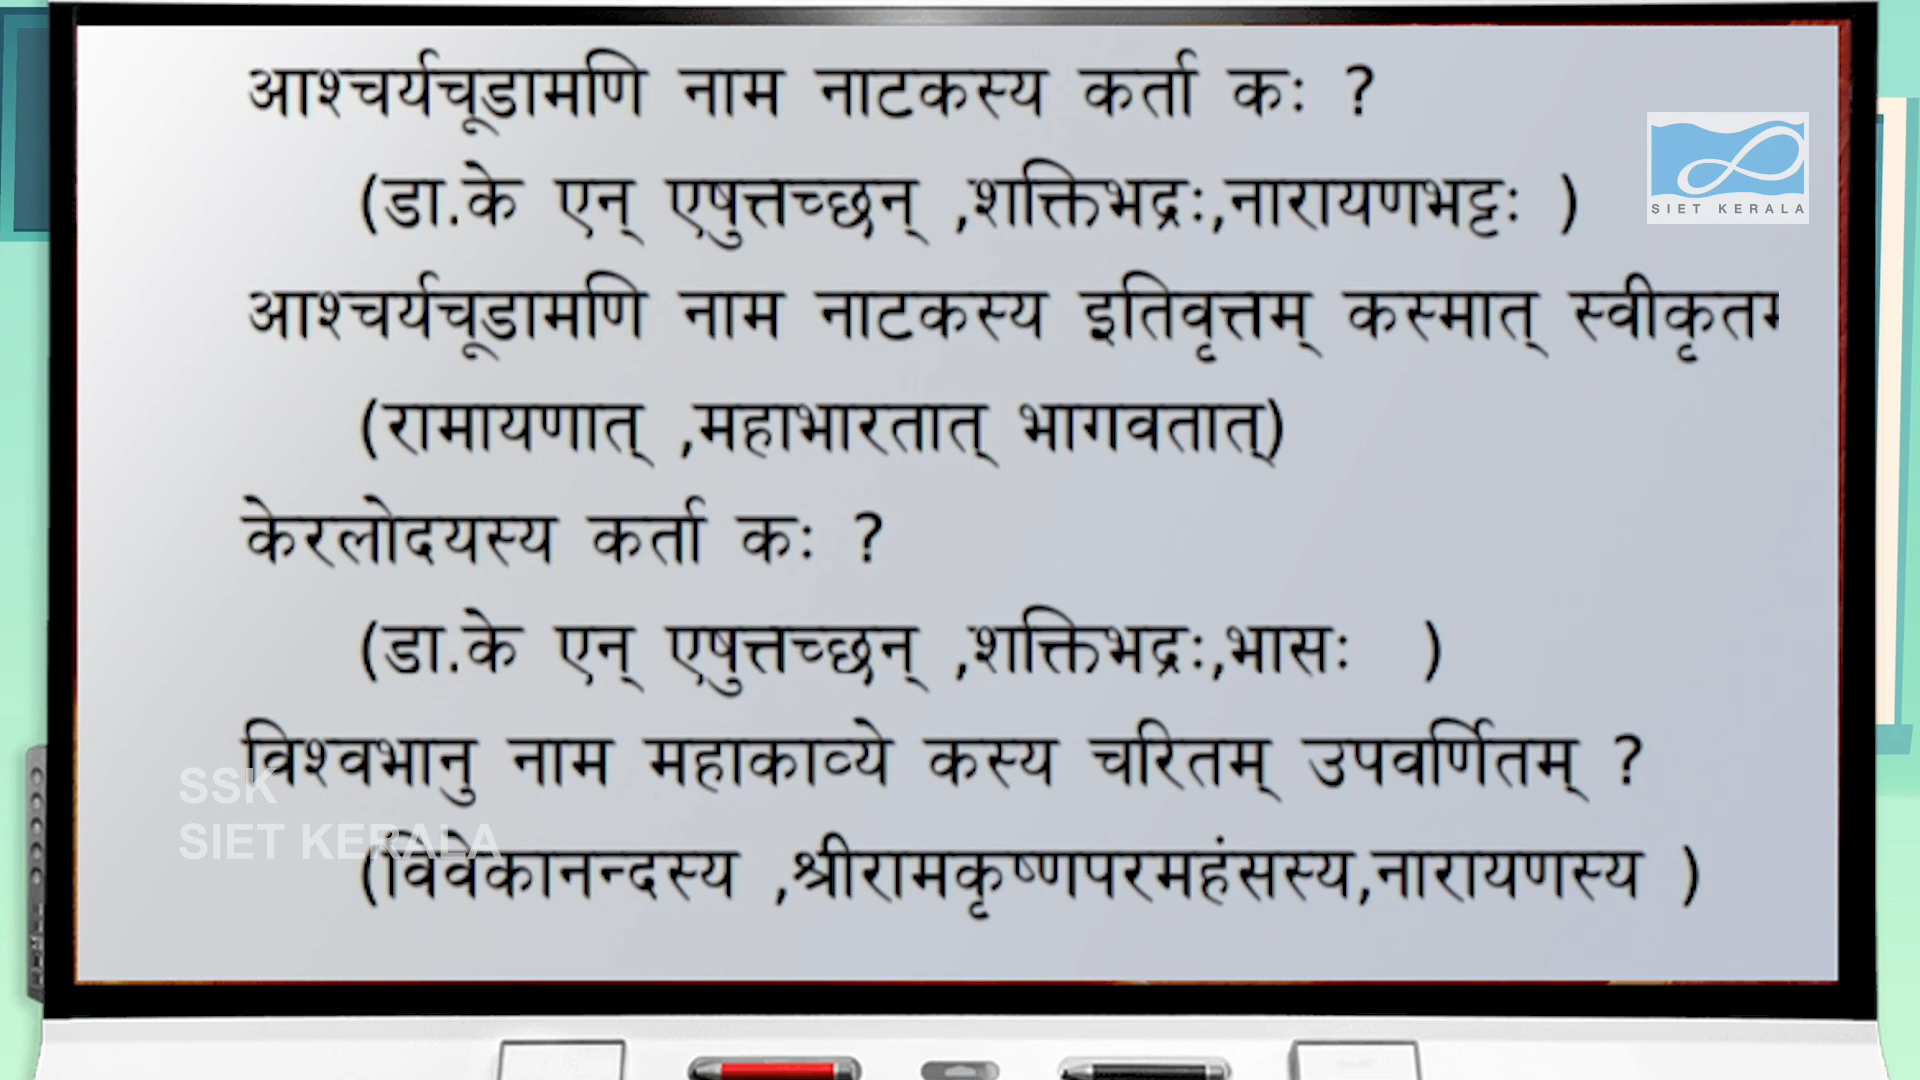 आश्चर्यचूडामणि नाम नाटकस्य कर्ता कः ?
SIET KERALA
(डा.के एन् एषुत्तच्छन् ,शक्तिभद्रः,नारायणभट्टः )
आश्चर्यचूडामणि नाम नाटकस्य इतिवृत्तम् कस्मात्
(रामायणात् ,महाभारतात् भागवतात्)
केरलोदयस्य कर्ता कः ?
(डा.के एन् एषुत्तच्छन् ,शक्तिभद्रः,भासः )
विश्वभानु नाम महाकाव्ये कस्य चरितम् उपवर्णितम् ?
SSK
SIET KERALA
(विवेकानन्दस्य ,श्रीरामकृष्णपरमहंसस्य,नारायणस्य )